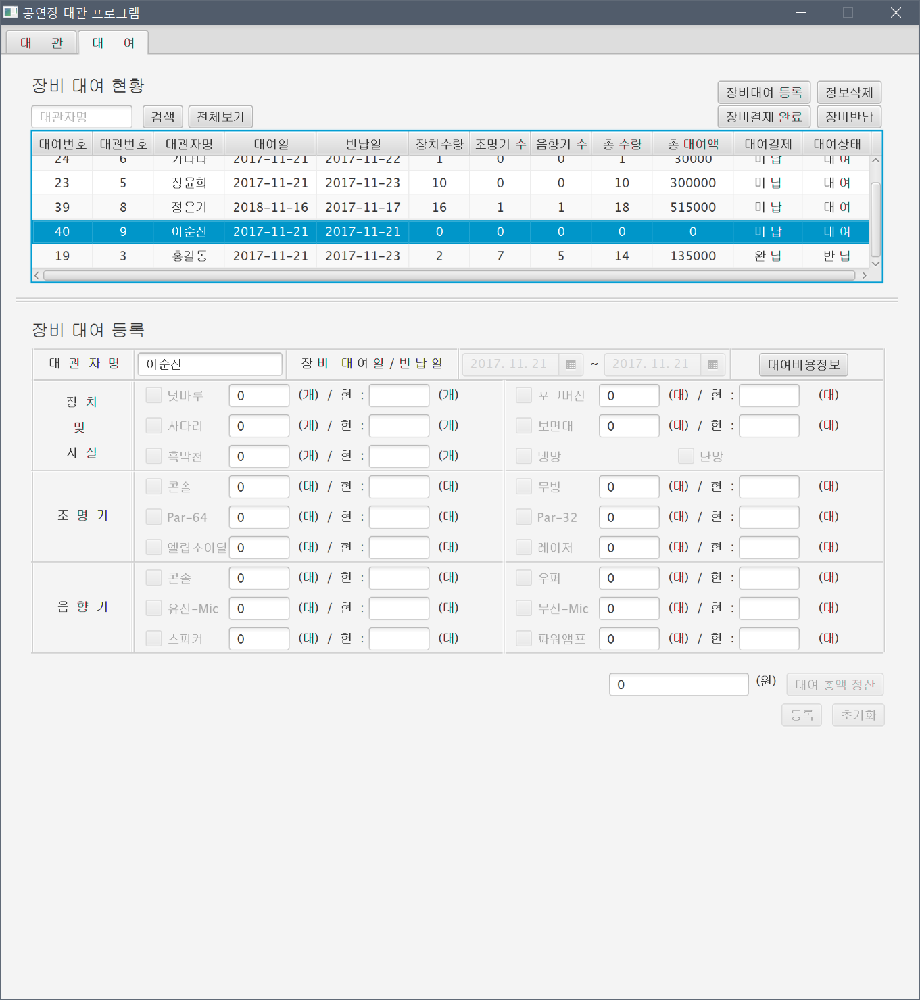 공연장 대관 프로그램
대 관 대 여
장비 대여 현황
장비대여 등록 정보삭제
대관자명 검색 전체보기 장비결제 완료 장비반납
대여번호 대관번호 대관자명 대여일 반납일 장치수량 조명기 수 음향기 수 총 수량 총 대여액 대여결제 대여상태
24 6 가나다 2017-11-21 2017-11-22 1 0 0 1 30000 미 납 대 여
23 5 장윤희 2017-11-21 2017-11-23 10 0 0 10 300000 미 납 대 여
39 8 정은기 2018-11-16 2017-11-17 16 1 1 18 515000 미 납 대 여
40 9 이순신 2017-11-21 2017-11-21 0 0 0 0 0 미 납 대 여
19 3 홍길동 2017-11-21 2017-11-23 2 7 5 14 135000 완 납 반 납
장비 대여 등록
대 관 자 명 이순신 장 비 대 여 일 / 반 납 일 2017. 11. 21 ~ 2017. 11. 21 대여비용정보
장 치
및
시 설
덧마루 0 (개) / 현 : (개) 포그머신 0 (대) / 현 : (대)
사다리 0 (개) / 현 : (개) 보면대 0 (대) / 현 : (대)
흑막천 0 (개) / 현 : (개) 냉방 난방
조 명 기
콘솔 0 (대) / 현 : (대) 무빙 0 (대) / 현 : (대)
Par-64 0 (대) / 현 : (대) Par-32 0 (대) / 현 : (대)
엘립소이달 0 (대) / 현 : (대) 레이저 0 (대) / 현 : (대)
음 향 기
콘솔 0 (대) / 현 : (대) 우퍼 0 (대) / 현 : (대)
유선-Mic 0 (대) / 현 : (대) 무선-Mic 0 (대) / 현 : (대)
스피커 0 (대) / 현 : (대) 파워앰프 0 (대) / 현 : (대)
0 (원) 대여 총액 정산
등록 초기화